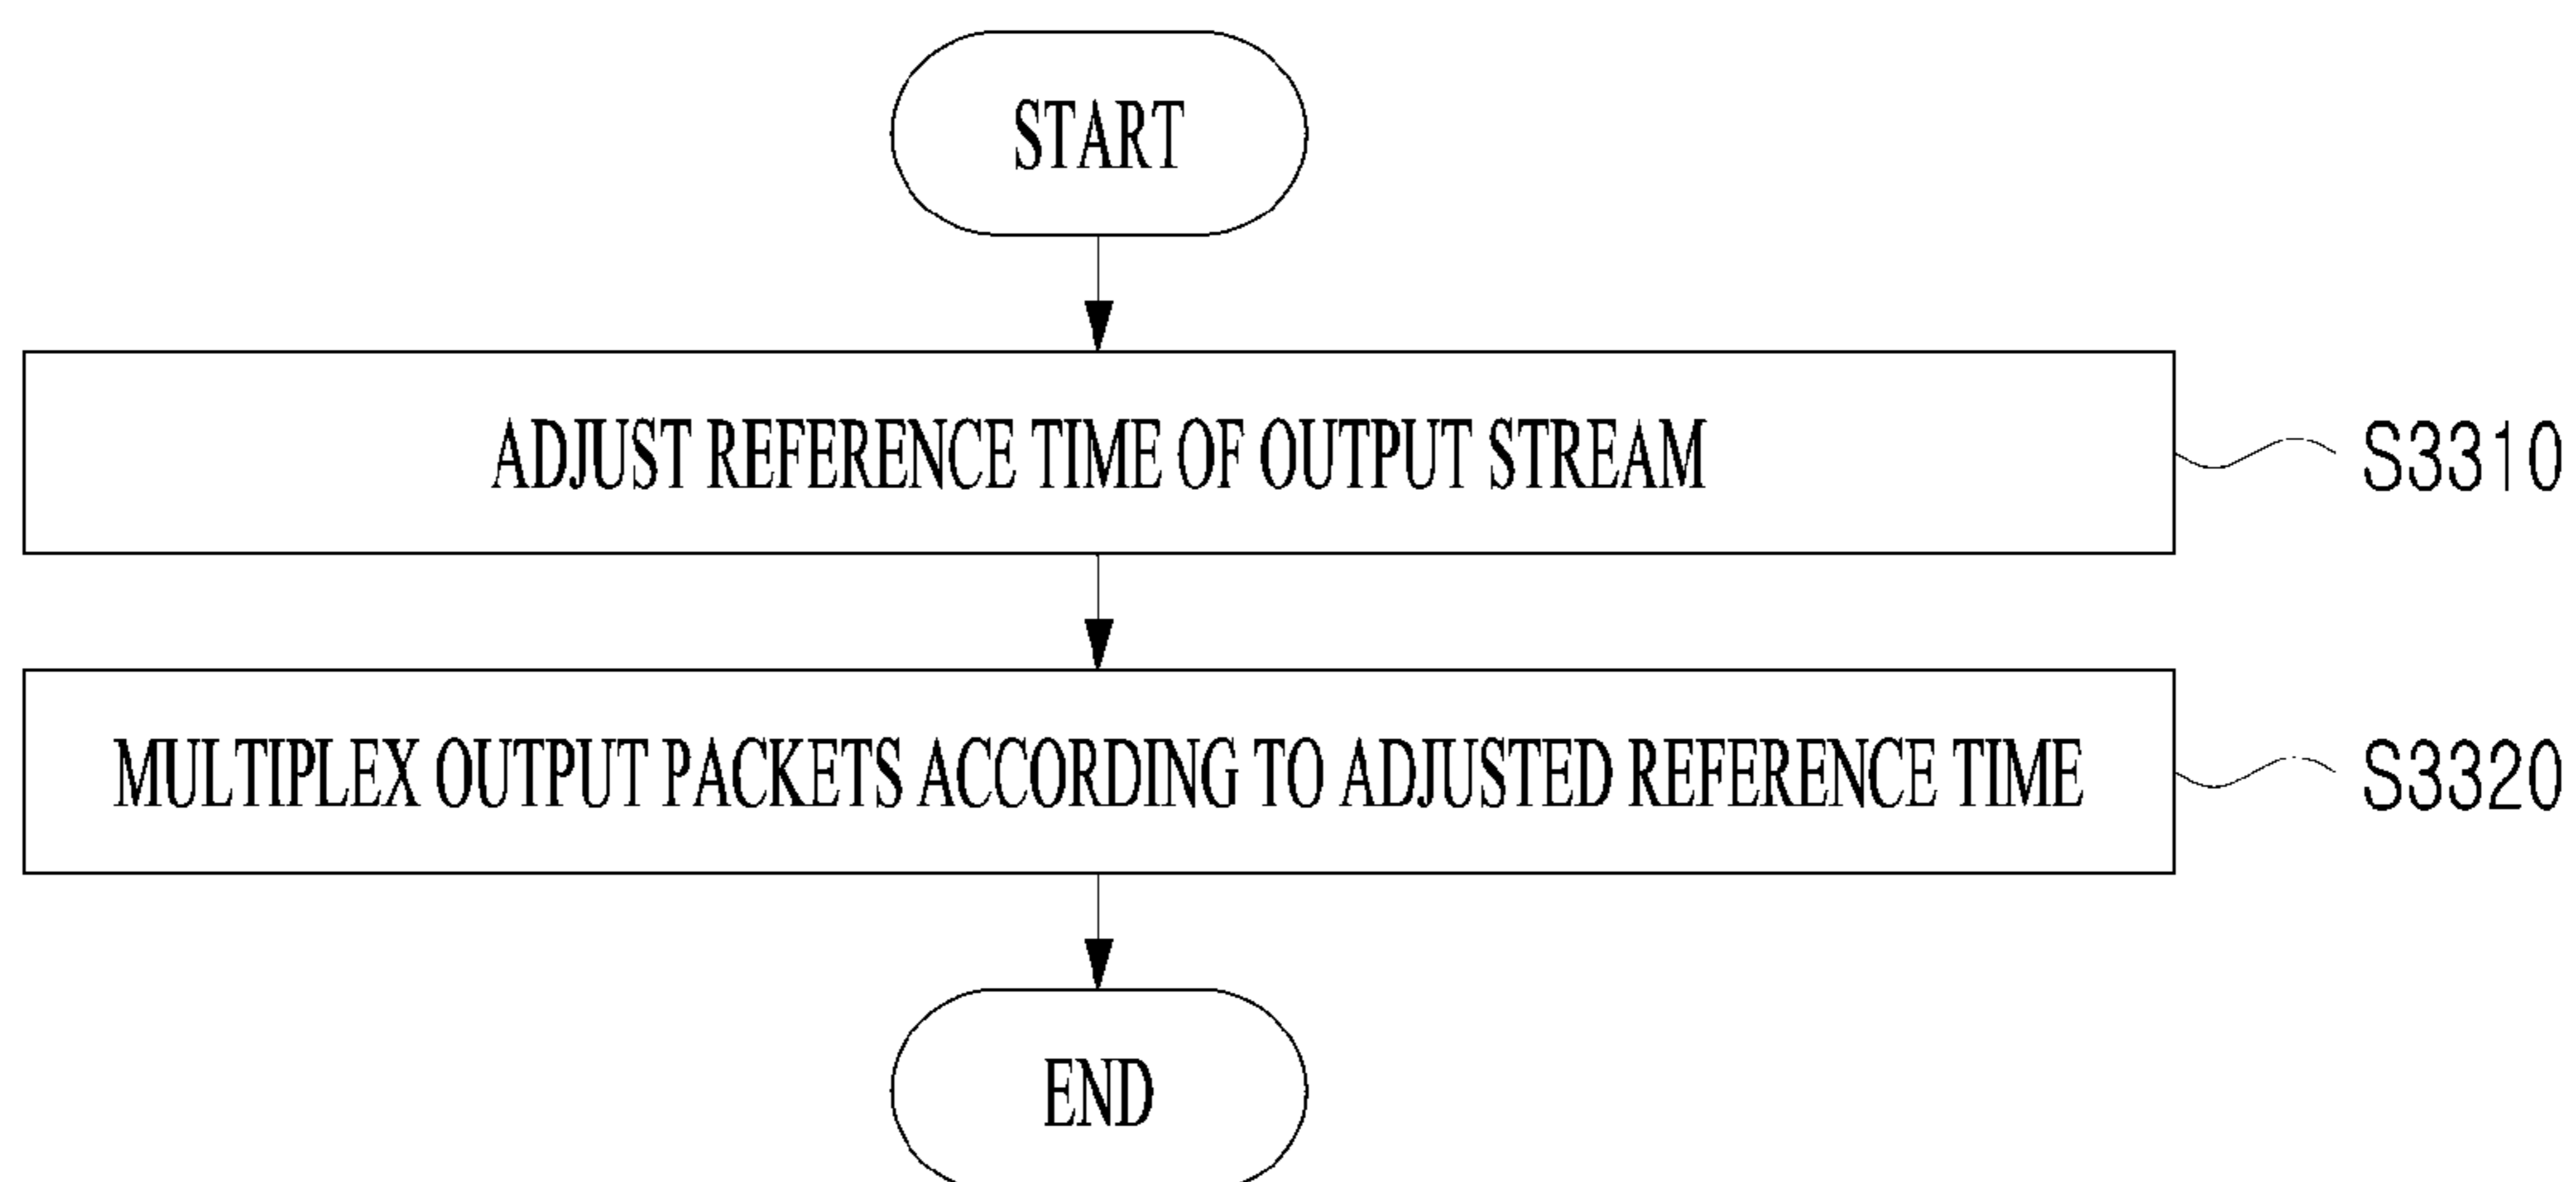 START
ADJUST REFERENCE TIME OF OUTPUT STREAM
S3310
MULTIPLEX OUTPUT PACKETS ACCORDING TO ADJUSTED REFERENCE TIME
S3320
END